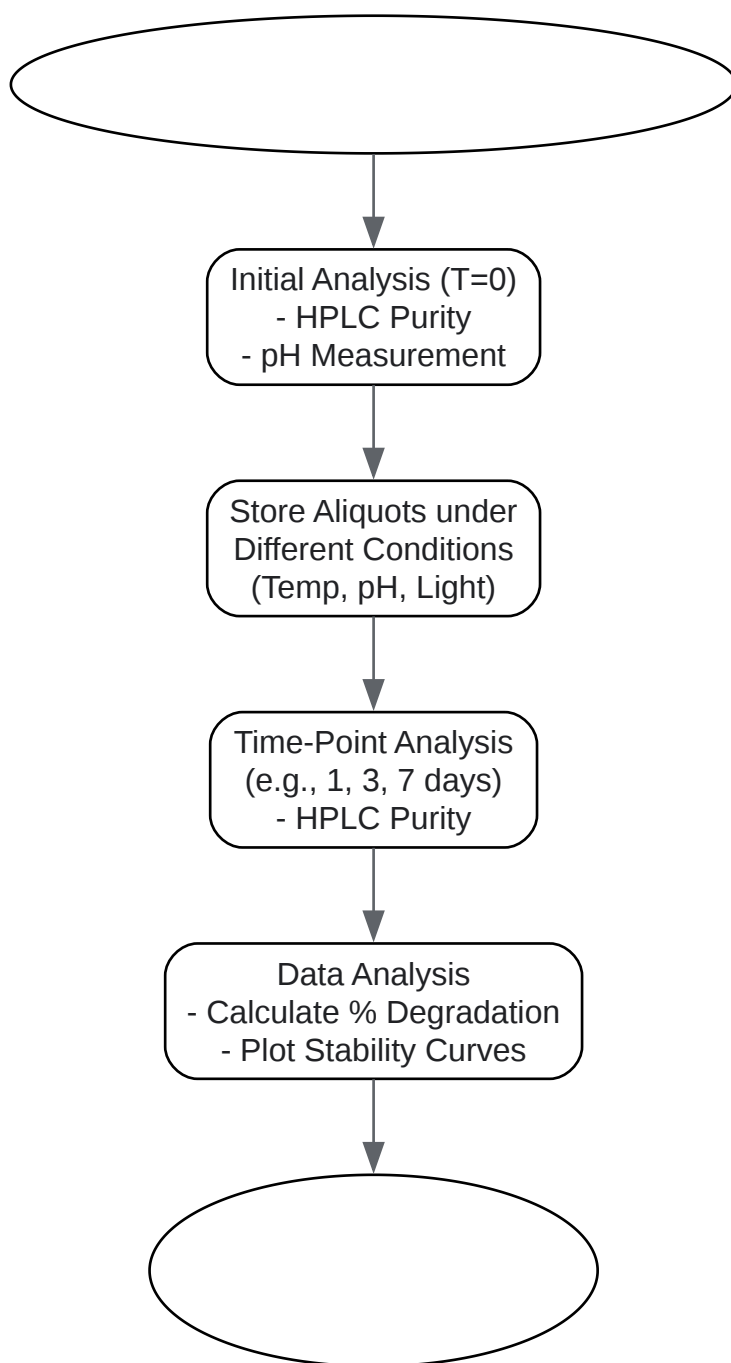 Initial Analysis (T=0)
- HPLC Purity
- pH Measurement
Store Aliquots under
Different Conditions
(Temp, pH, Light)
Time-Point Analysis
(e.g., 1, 3, 7 days)
- HPLC Purity
Data Analysis
- Calculate % Degradation
- Plot Stability Curves